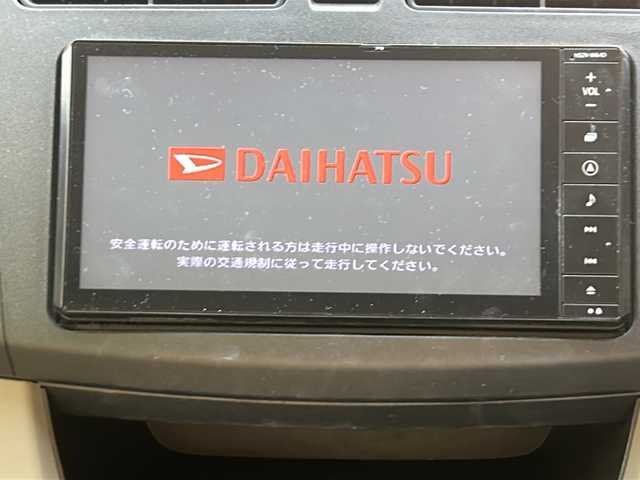 DAIHATSU
安全運転のために運転される方は走行中に操作しないでください。
実際の交通規制に従って走行してください。
+
VOL
−